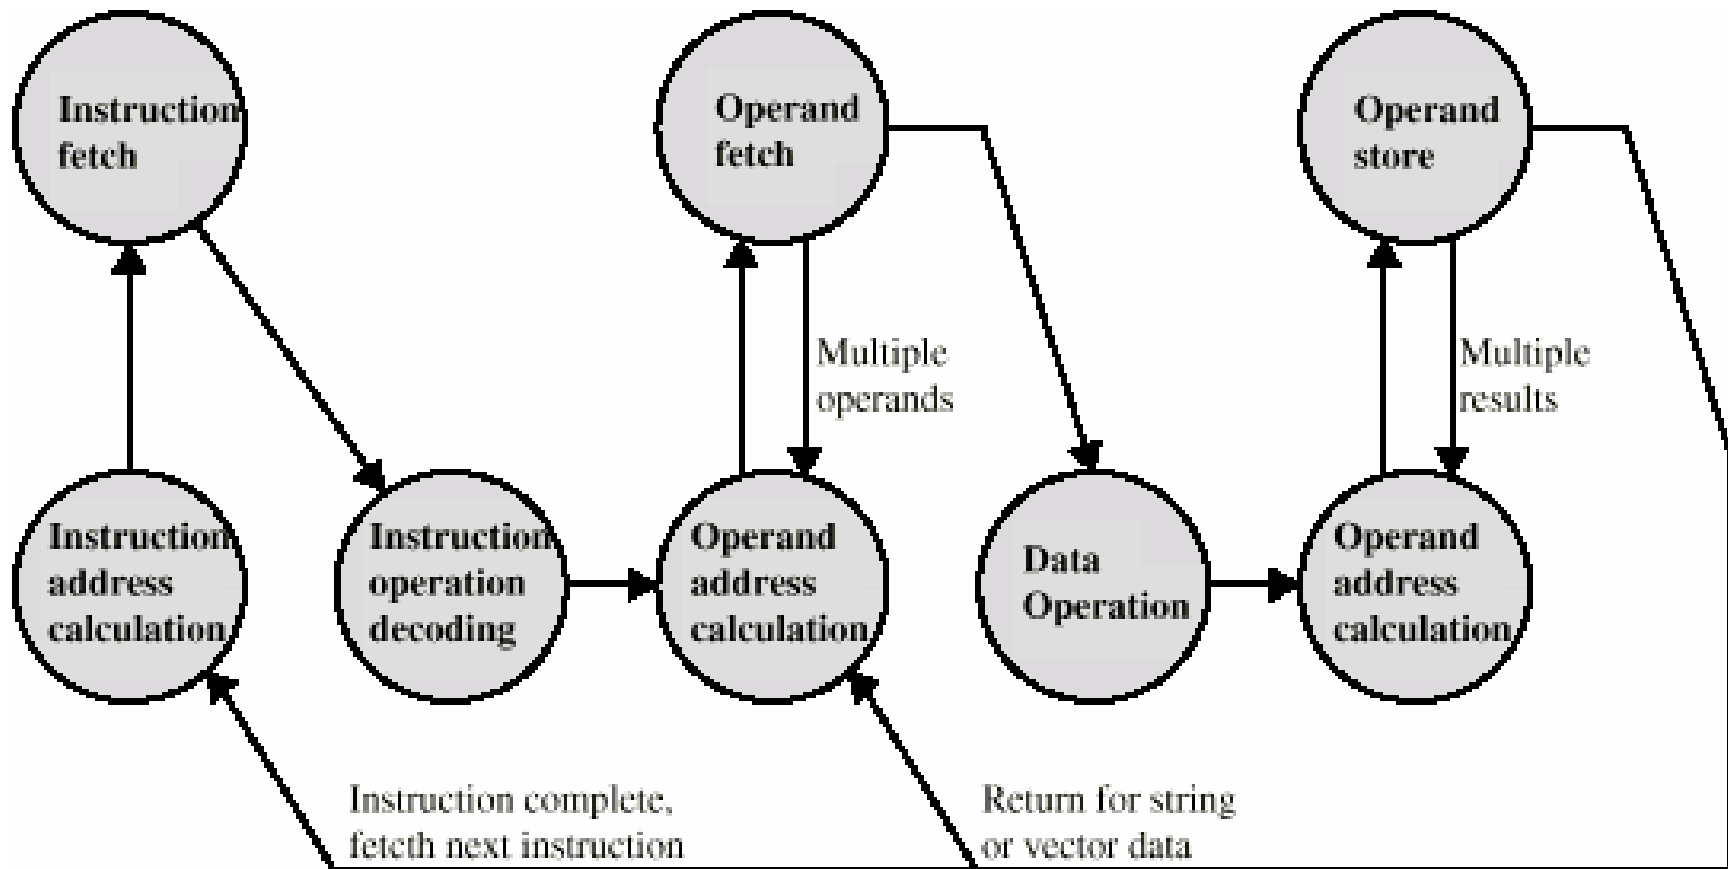 Instruction
fetch
Operand
fetch
Operand
store
Multiple
operands
Multiple
results
Instruction
address
calculation
Instruction
operation
decoding
Operand
address
calculation
Data
Operation
Operand
address
calculation
Instruction complete,
fetcth next instruction
Return for string
or vector data